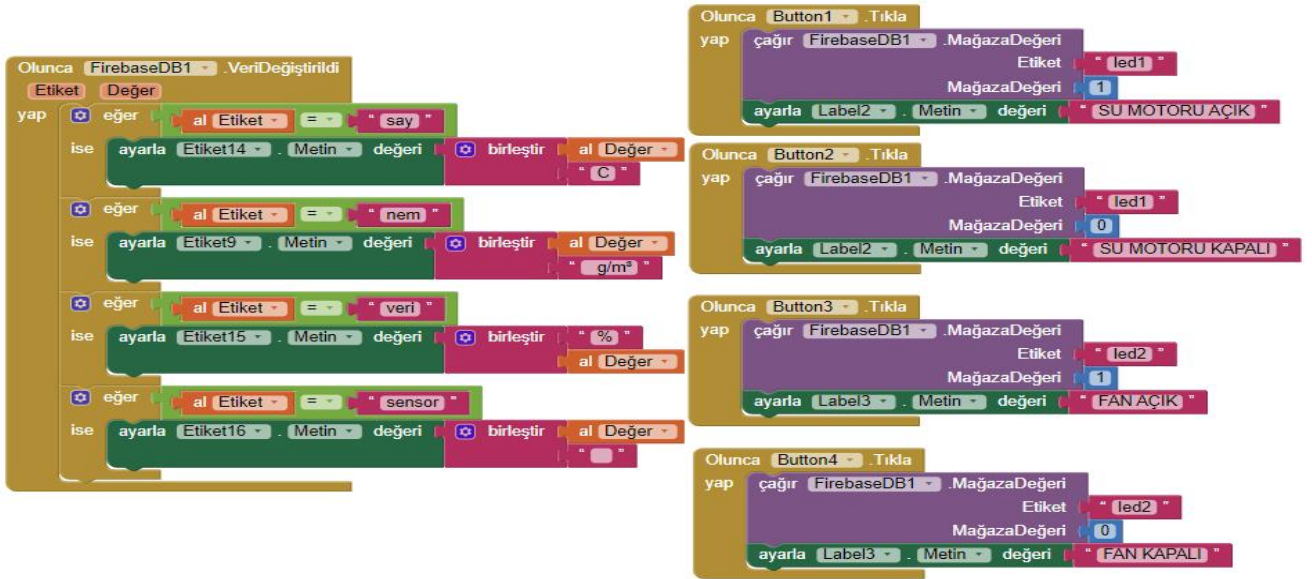 Olunca FirebaseDB1 .VeriDeğiştirildi
Etiket Değer
yap eğer al Etiket = " say "
ise ayarla Etiket14 . Metin değeri birleştir al Değer
" C "
eğer al Etiket = " nem "
ise ayarla Etiket9 . Metin değeri birleştir al Değer
" g/m³ "
eğer al Etiket = " veri "
ise ayarla Etiket15 . Metin değeri birleştir " % "
al Değer
eğer al Etiket = " sensor "
ise ayarla Etiket16 . Metin değeri birleştir al Değer
" "
Olunca Button1 .Tıkla
yap çağır FirebaseDB1 .MağazaDeğeri
Etiket " led1 "
MağazaDeğeri 1
ayarla Label2 . Metin değeri " SU MOTORU AÇIK "
Olunca Button2 .Tıkla
yap çağır FirebaseDB1 .MağazaDeğeri
Etiket " led1 "
MağazaDeğeri 0
ayarla Label2 . Metin değeri " SU MOTORU KAPALI "
Olunca Button3 .Tıkla
yap çağır FirebaseDB1 .MağazaDeğeri
Etiket " led2 "
MağazaDeğeri 1
ayarla Label3 . Metin değeri " FAN AÇIK "
Olunca Button4 .Tıkla
yap çağır FirebaseDB1 .MağazaDeğeri
Etiket " led2 "
MağazaDeğeri 0
ayarla Label3 . Metin değeri " FAN KAPALI "